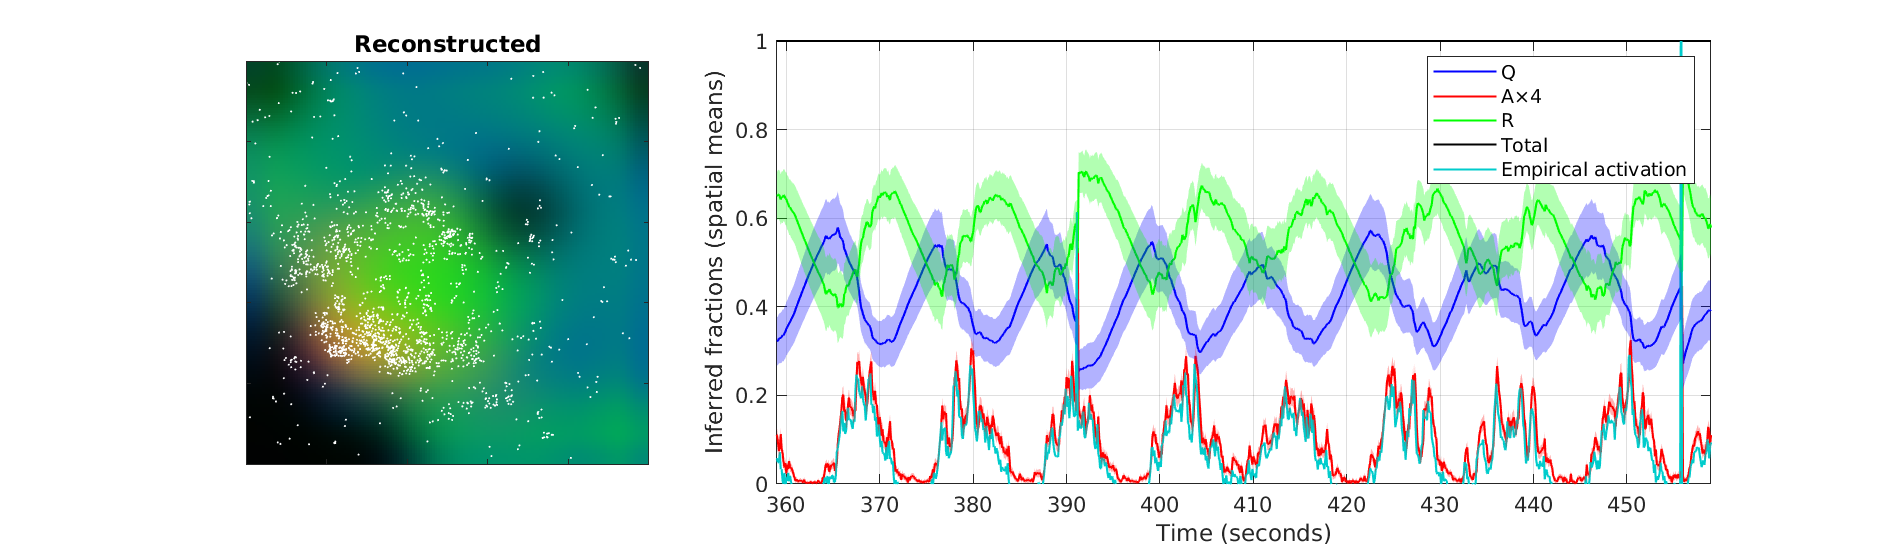 Reconstructed
Inferred fractions (spatial means)
1
0.8
0.6
0.4
0.2
0
Q
A×4
R
Total
Empirical activation
360 370 380 390 400 410 420 430 440 450
Time (seconds)